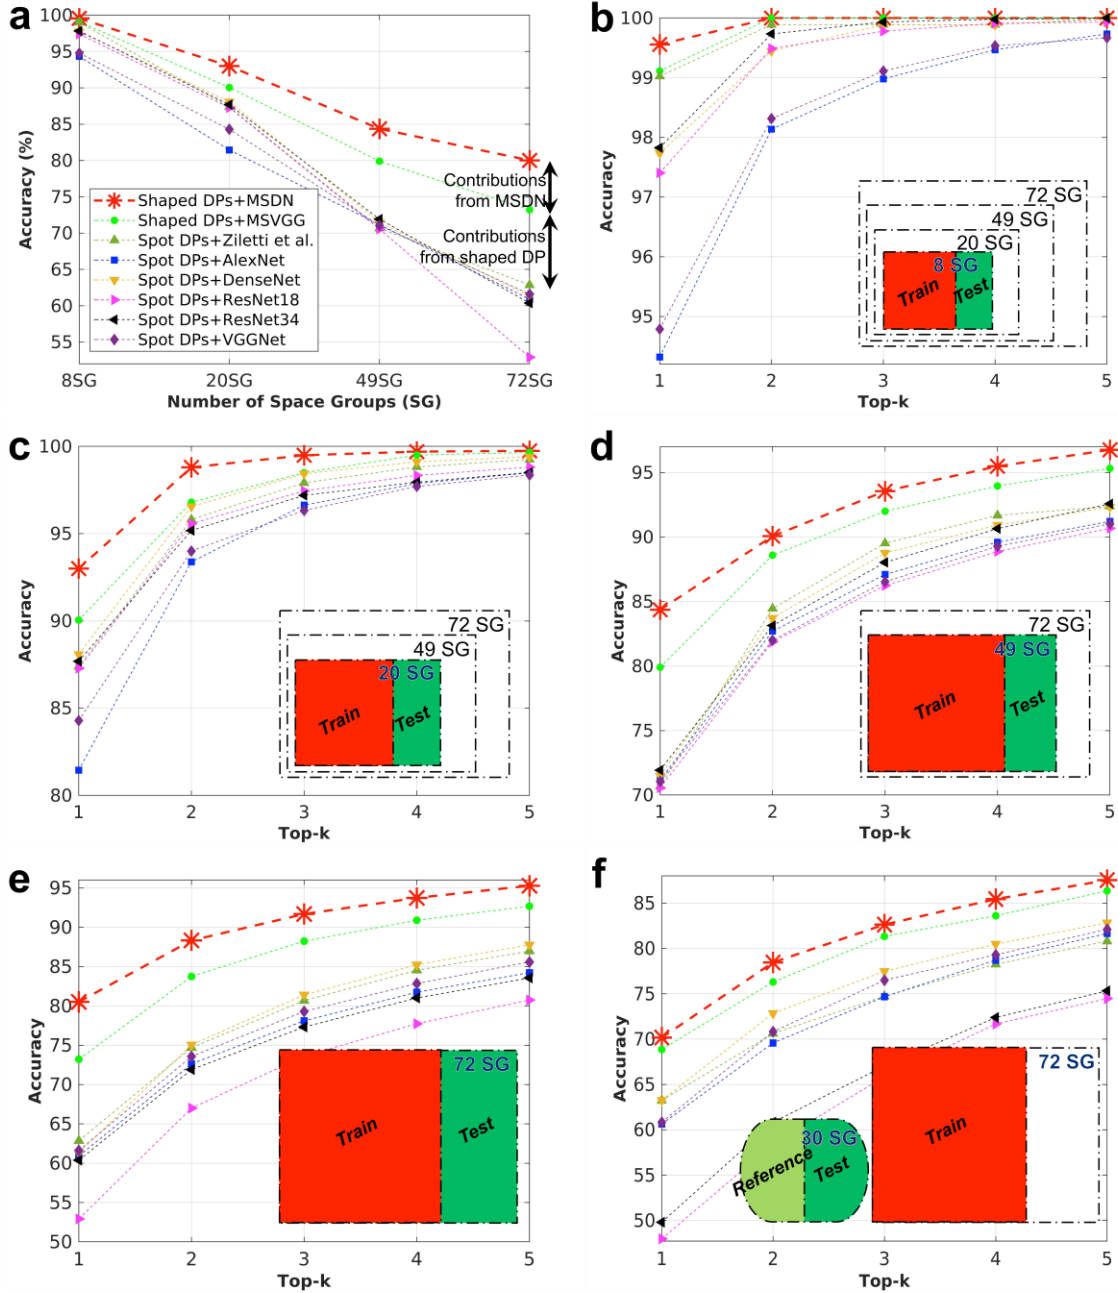 a
100
95
90
85
80
75
70
65
60
55
Accuracy (%)
8SG
20SG
49SG
72SG
Number of Space Groups (SG)
Shaped DPs+MSDN
Shaped DPs+MSVGG
Spot DPs+Ziletti et al.
Spot DPs+AlexNet
Spot DPs+DenseNet
Spot DPs+ResNet18
Spot DPs+ResNet34
Spot DPs+VGGNet
Contributions
from MSDN
Contributions
from shaped DP
b
100
99
98
97
96
95
Accuracy
1 2 3 4 5
Top-k
72 SG
49 SG
20 SG
8 SG
Train
Test
c
100
95
90
85
80
Accuracy
1 2 3 4 5
Top-k
72 SG
49 SG
20 SG
Train
Test
d
95
90
85
80
75
70
Accuracy
1 2 3 4 5
Top-k
72 SG
49 SG
Train
Test
e
95
90
85
80
75
70
65
60
55
50
Accuracy
1 2 3 4 5
Top-k
72 SG
Train
Test
f
85
80
75
70
65
60
55
50
Accuracy
1 2 3 4 5
Top-k
72 SG
Train
30 SG
Reference
Test